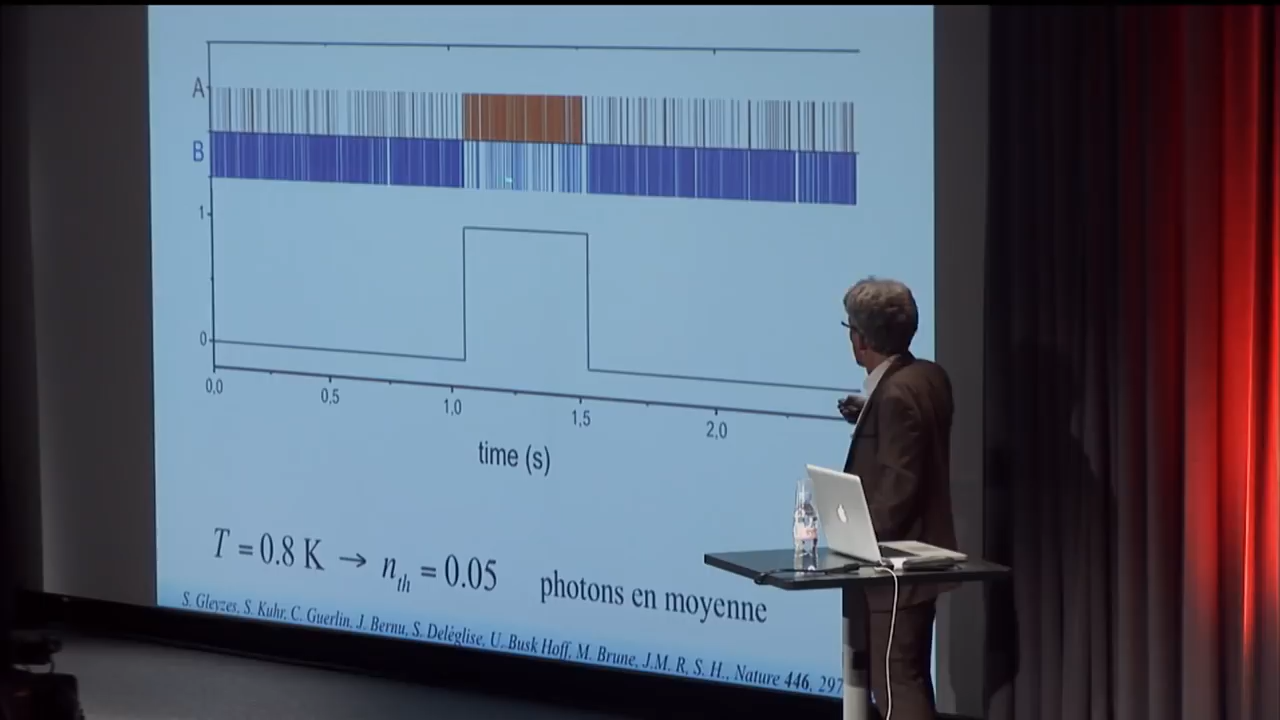 A
B
1
0
0,0 0,5 1,0 1,5 2,0
time (s)
T = 0.8 K → nth = 0.05 photons en moyenne
S. Gleyzes, S. Kuhr, C. Guerlin, J. Bernu, S. Deléglise, U. Busk Hoff, M. Brune, J.M. R, S. H., Nature 446, 297